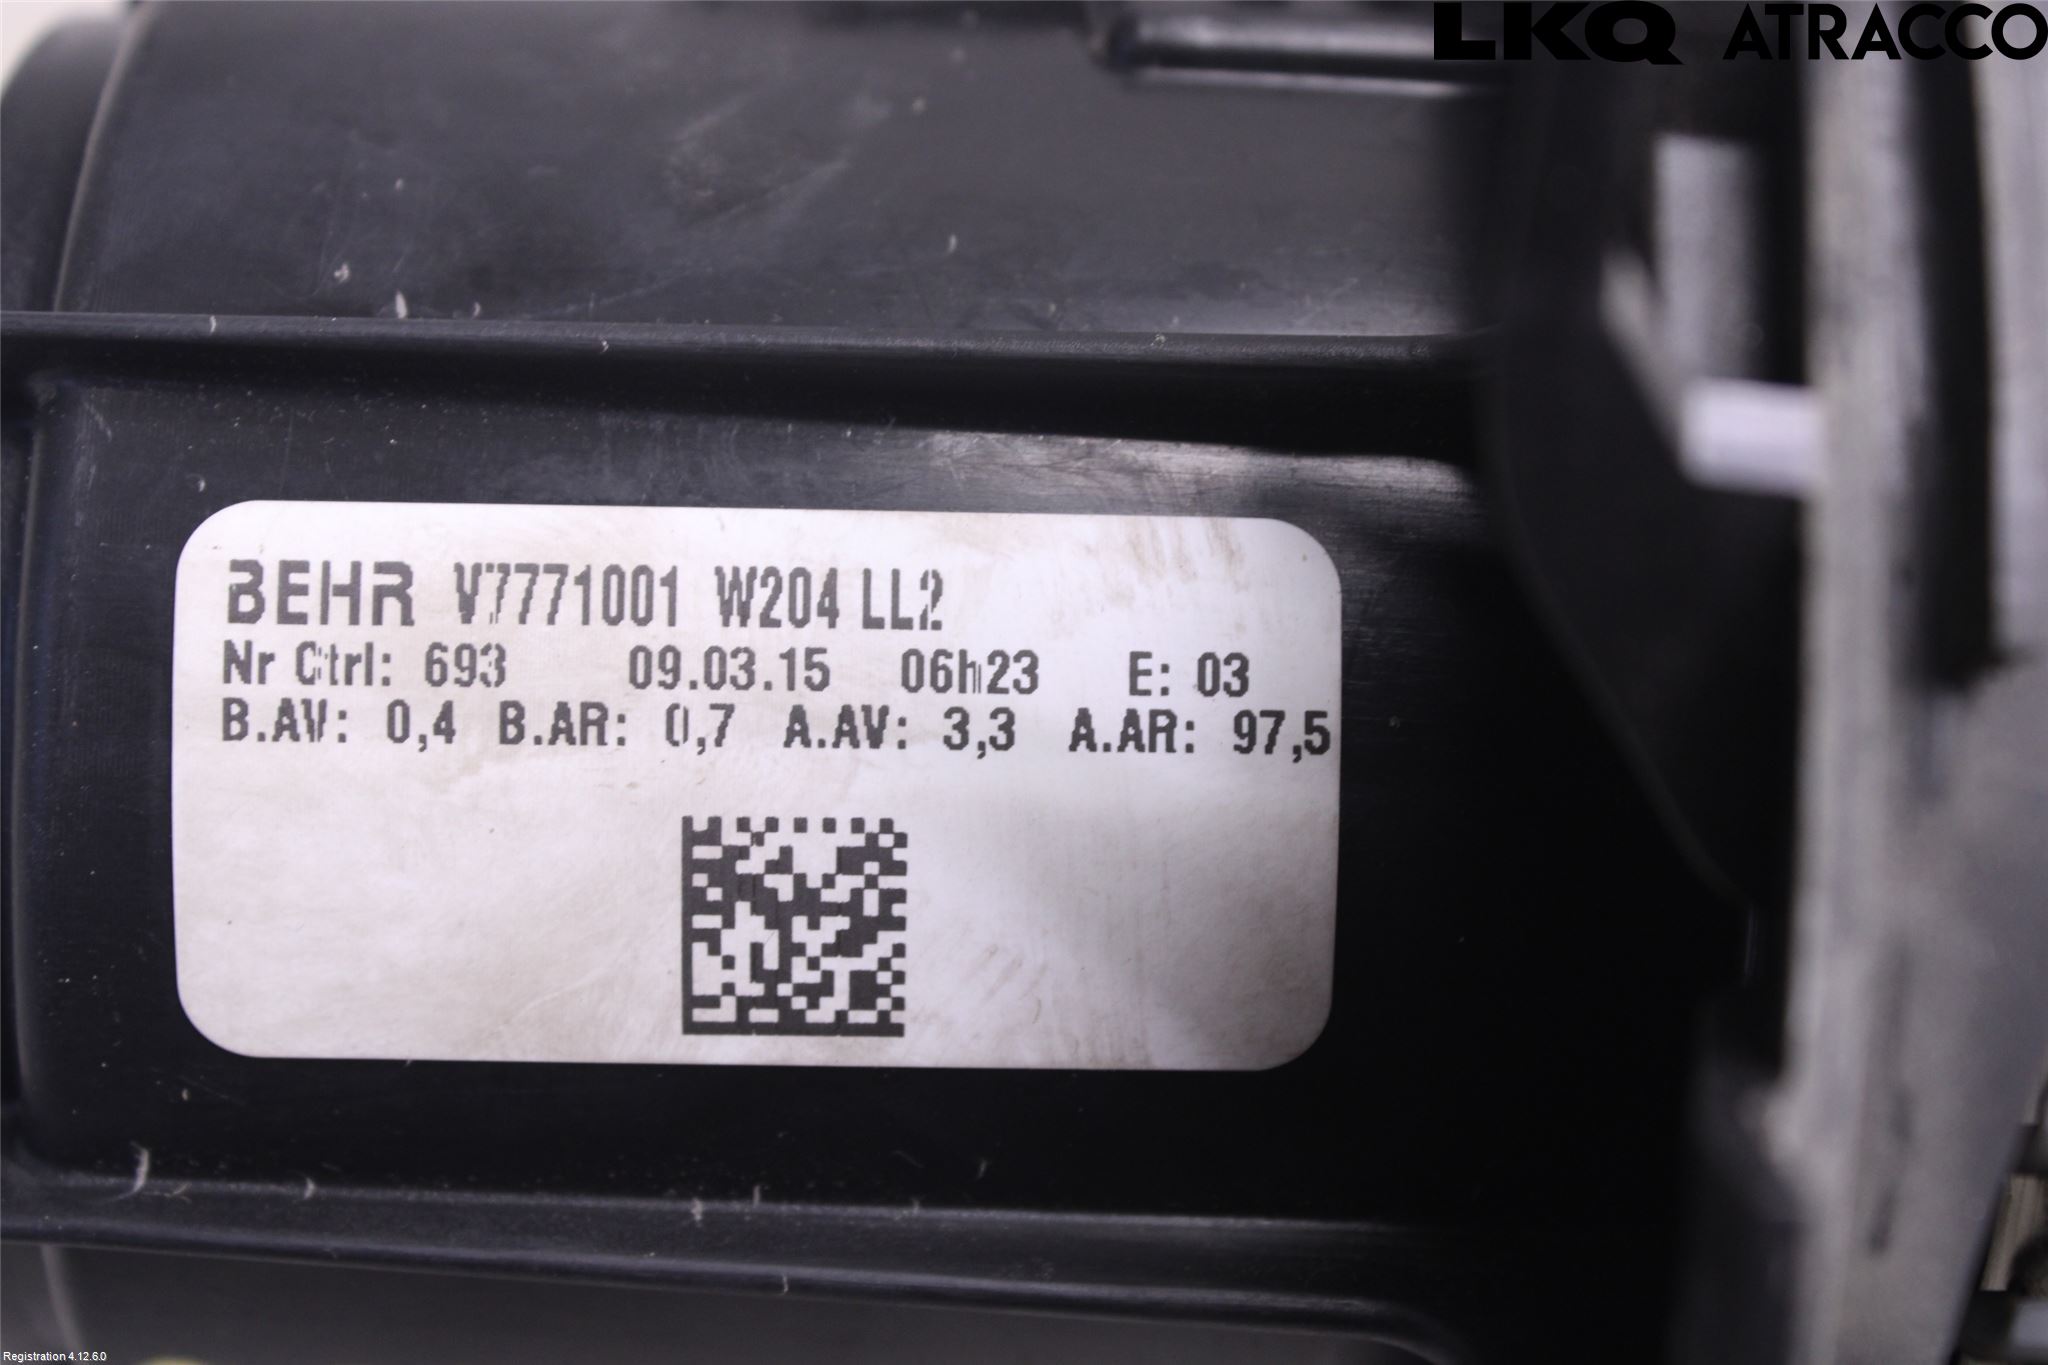 LKQ ATRACCO
BEHR V7771001 W204 LL2
Nr Ctrl: 693 09.03.15 06h23 E: 03
B.AV: 0,4 B.AR: 0,7 A.AV: 3,3 A.AR: 97,5
Registration 4.12.6.0